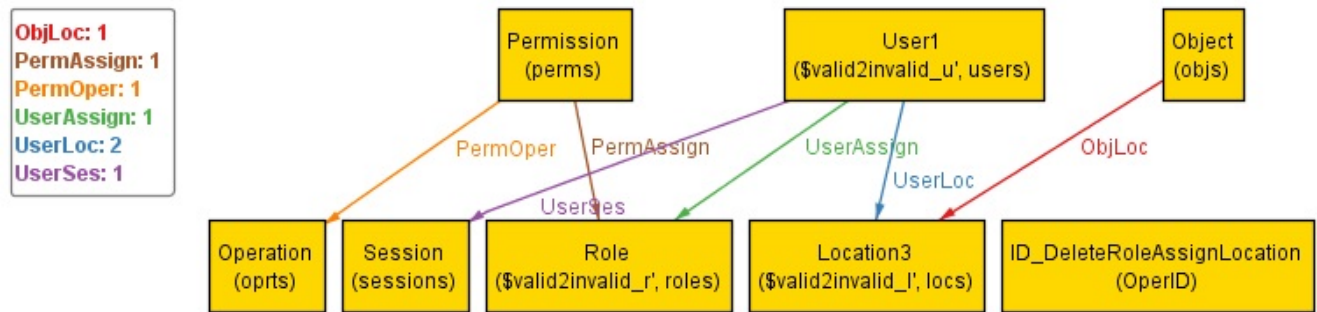 ObjLoc: 1
PermAssign: 1
PermOper: 1
UserAssign: 1
UserLoc: 2
UserSes: 1
Permission
(perms)
User1
($valid2invalid_u', users)
Object
(objs)
PermOper
PermAssign
UserAssign
ObjLoc
UserLoc
UserSes
Operation
(oprts)
Session
(sessions)
Role
($valid2invalid_r', roles)
Location3
($valid2invalid_l', locs)
ID_DeleteRoleAssignLocation
(OperID)